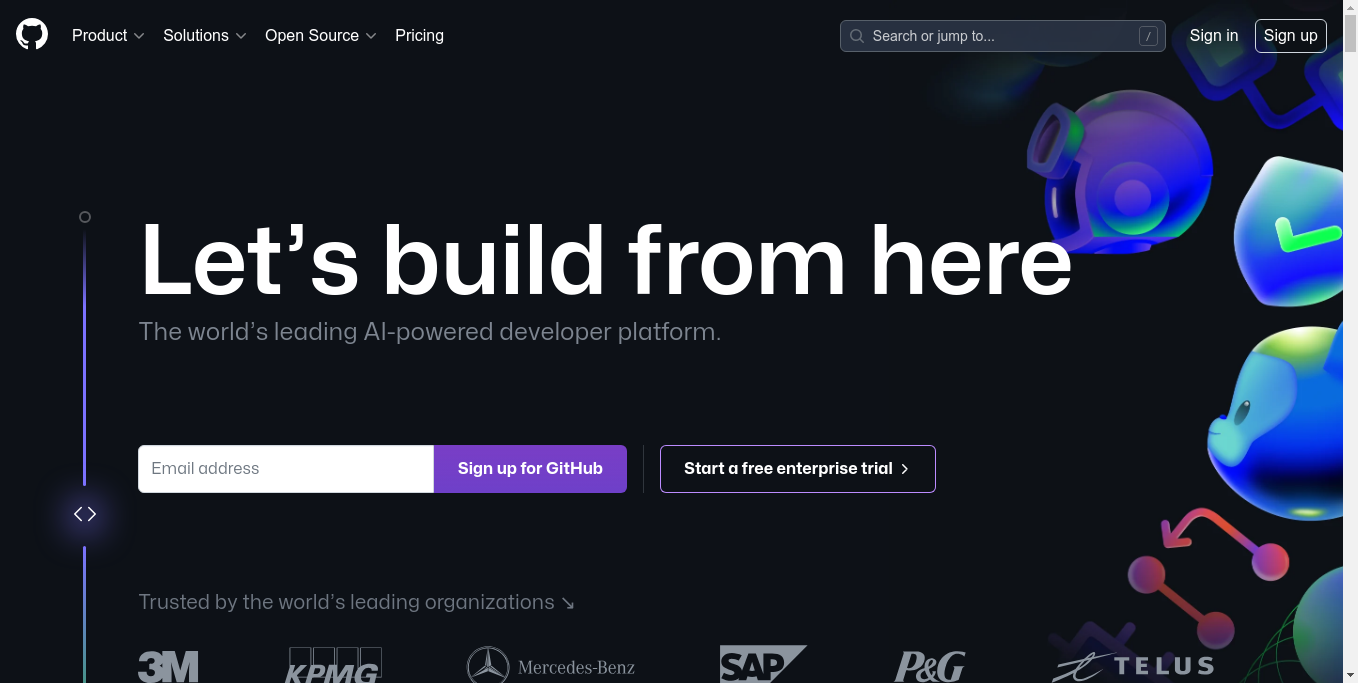 Product
Solutions
Open Source
Pricing
Search or jump to...
/
Sign in
Sign up
Let’s build from here
The world’s leading AI-powered developer platform.
Email address
Sign up for GitHub
Start a free enterprise trial
Trusted by the world’s leading organizations ↘
3M
KPMG
Mercedes-Benz
SAP
P&G
TELUS